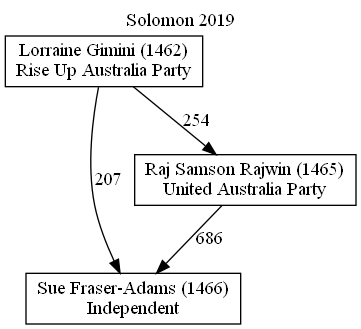 Solomon 2019
Lorraine Gimini (1462)
Rise Up Australia Party
254
Raj Samson Rajwin (1465)
United Australia Party
207
686
Sue Fraser-Adams (1466)
Independent